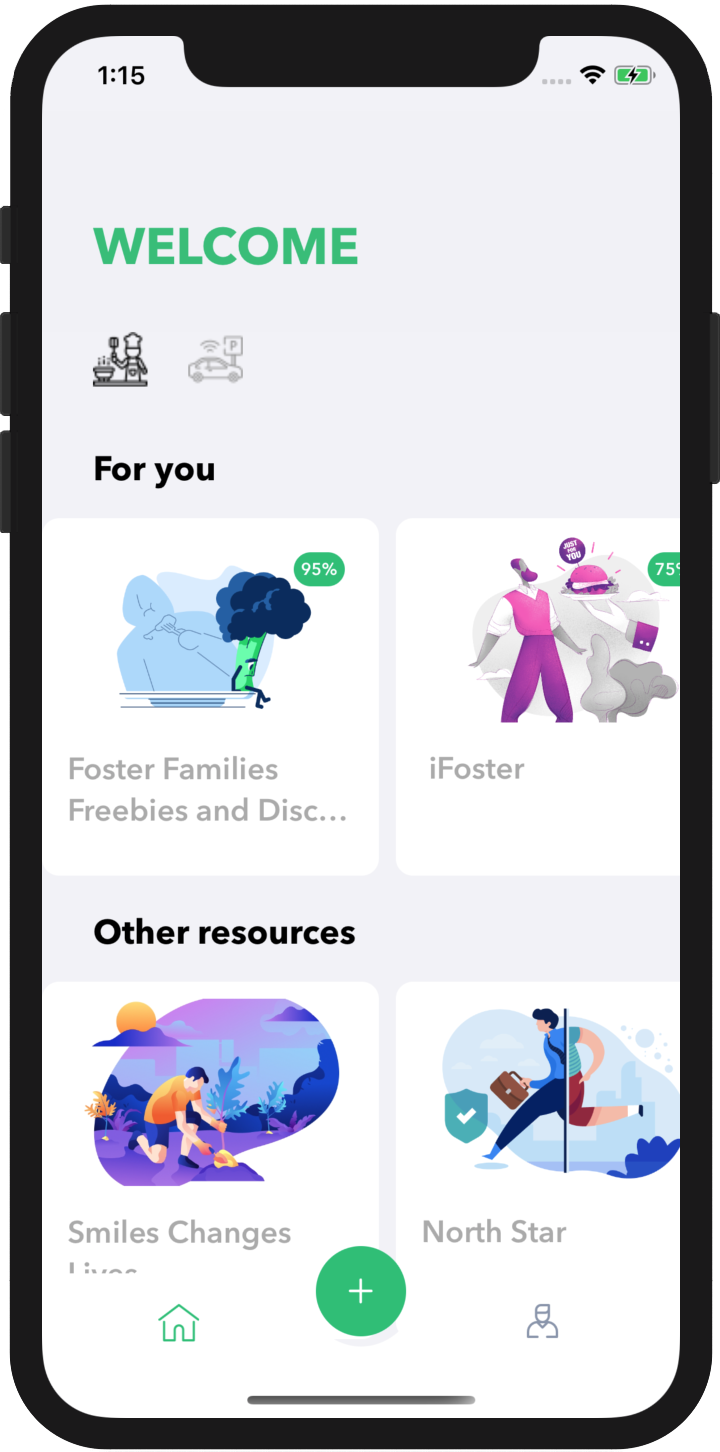 1:15
WELCOME
P
For you
95%
JUST
FOR
YOU
75%
Foster Families
Freebies and Disc...
iFoster
Other resources
Smiles Changes
Lives
North Star